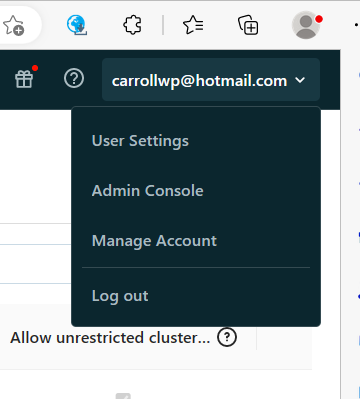 carrollwp@hotmail.com
User Settings
Admin Console
Manage Account
Log out
Allow unrestricted cluster...